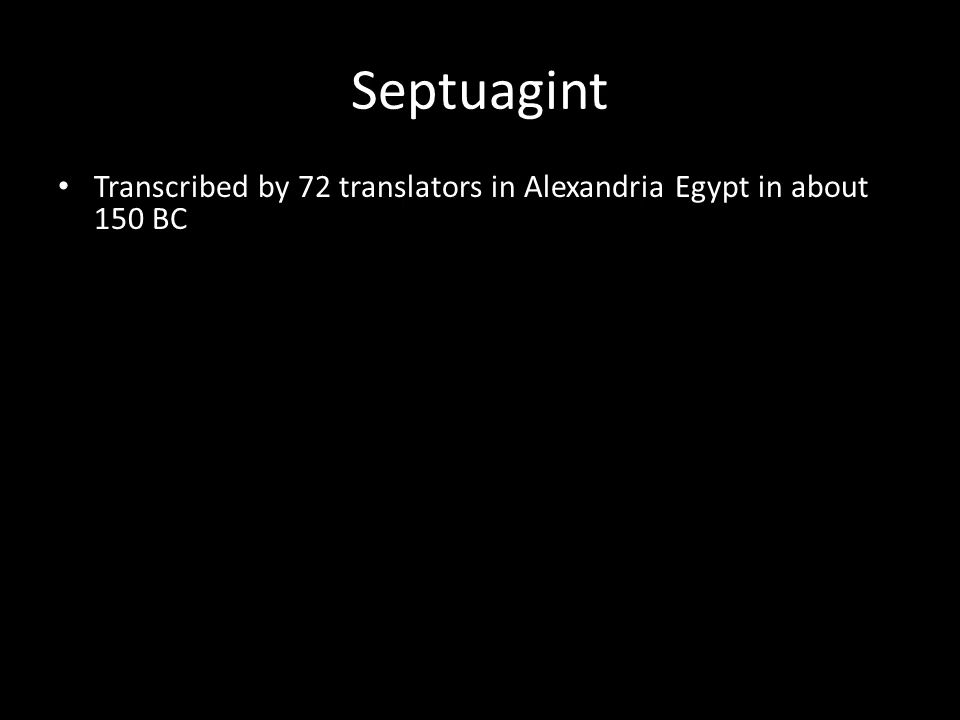 Septuagint
• Transcribed by 72 translators in Alexandria Egypt in about
150 BC